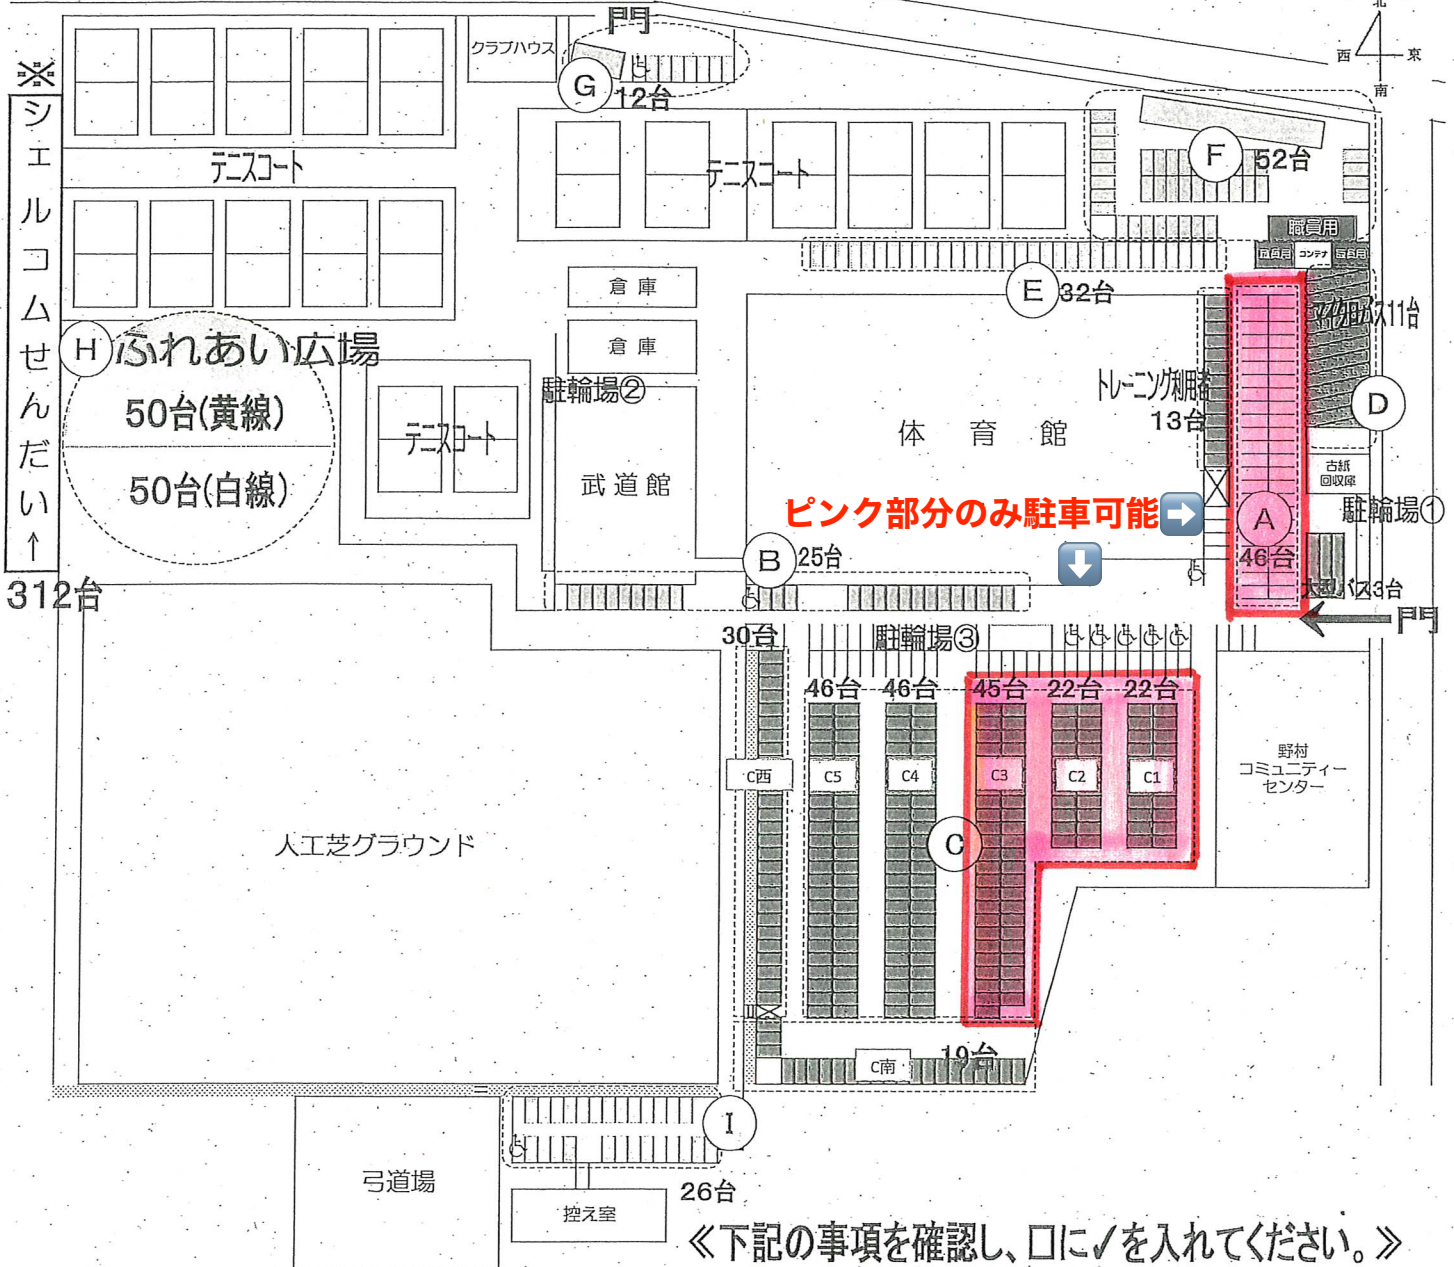 北
西
東
南
門
クラブハウス
G
12台
※
シェルコムせんだい↑
312台
テニスコート
テニスコート
F
52台
職員用
コンテナ
倉庫
倉庫
E
32台
マイクロバス11台
H
ふれあい広場
50台(黄線)
50台(白線)
テニスコート
駐輪場②
武道館
体育館
トレーニング利用者
13台
D
古紙
回収庫
駐輪場①
ピンク部分のみ駐車可能➡
⬇
A
46台
大型バス3台
門
B
25台
30台
駐輪場③
46台
46台
45台
22台
22台
C西
C5
C4
C3
C2
C1
C
野村
コミュニティー
センター
人工芝グラウンド
19台
C南
I
26台
弓道場
控え室
≪下記の事項を確認し、口に✓を入れてください。≫